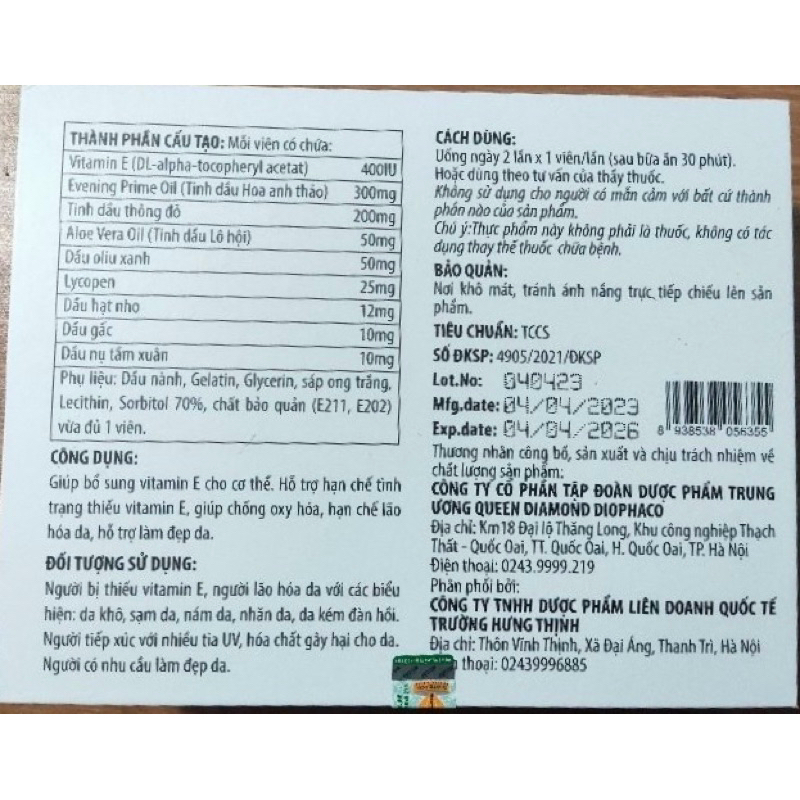 THÀNH PHẦN CẤU TẠO: Mỗi viên có chứa:
Vitamin E (DL-alpha-tocopheryl acetat) 400IU
Evening Prime Oil (Tinh dầu Hoa anh thảo) 300mg
Tinh dầu thông đỏ 200mg
Aloe Vera Oil (Tinh dầu Lô hội) 50mg
Dầu oliu xanh 50mg
Lycopen 25mg
Dầu hạt nho 12mg
Dầu gấc 10mg
Dầu nụ tầm xuân 10mg
Phụ liệu: Dầu nành, Gelatin, Glycerin, sáp ong trắng,
Lecithin, Sorbitol 70%, chất bảo quản (E211, E202)
vừa đủ 1 viên.
CÔNG DỤNG:
Giúp bổ sung vitamin E cho cơ thể. Hỗ trợ hạn chế tình
trạng thiếu vitamin E, giúp chống oxy hóa, hạn chế lão
hóa da, hỗ trợ làm đẹp da.
ĐỐI TƯỢNG SỬ DỤNG:
Người bị thiếu vitamin E, người lão hóa da với các biểu
hiện: da khô, sạm da, nám da, nhăn da, da kém đàn hồi.
Người tiếp xúc với nhiều tia UV, hóa chất gây hại cho da.
Người có nhu cầu làm đẹp da.
CÁCH DÙNG:
Uống ngày 2 lần x 1 viên/lần (sau bữa ăn 30 phút).
Hoặc dùng theo tư vấn của thầy thuốc.
Không sử dụng cho người có mẫn cảm với bất cứ thành
phần nào của sản phẩm.
Chú ý:Thực phẩm này không phải là thuốc, không có tác
dụng thay thế thuốc chữa bệnh.
BẢO QUẢN:
Nơi khô mát, tránh ánh nắng trực tiếp chiếu lên sản
phẩm.
TIÊU CHUẨN: TCCS
SỐ ĐKSP: 4905/2021/ĐKSP
Lot.No: 040423
Mfg.date: 04/04/2023
Exp.date: 04/04/2026
8 938538 056355
Thương nhân công bố, sản xuất và chịu trách nhiệm về
chất lượng sản phẩm:
CÔNG TY CỔ PHẦN TẬP ĐOÀN DƯỢC PHẨM TRUNG
ƯƠNG QUEEN DIAMOND DIOPHACO
Địa chỉ: Km18 Đại lộ Thăng Long, Khu công nghiệp Thạch
Thất - Quốc Oai, TT. Quốc Oai, H. Quốc Oai, TP. Hà Nội
Điện thoại: 0243.9999.219
Phân phối bởi:
CÔNG TY TNHH DƯỢC PHẨM LIÊN DOANH QUỐC TẾ
TRƯỜNG HƯNG THỊNH
Địa chỉ: Thôn Vĩnh Thịnh, Xã Đại Áng, Thanh Trì, Hà Nội
thoại: 02439996885